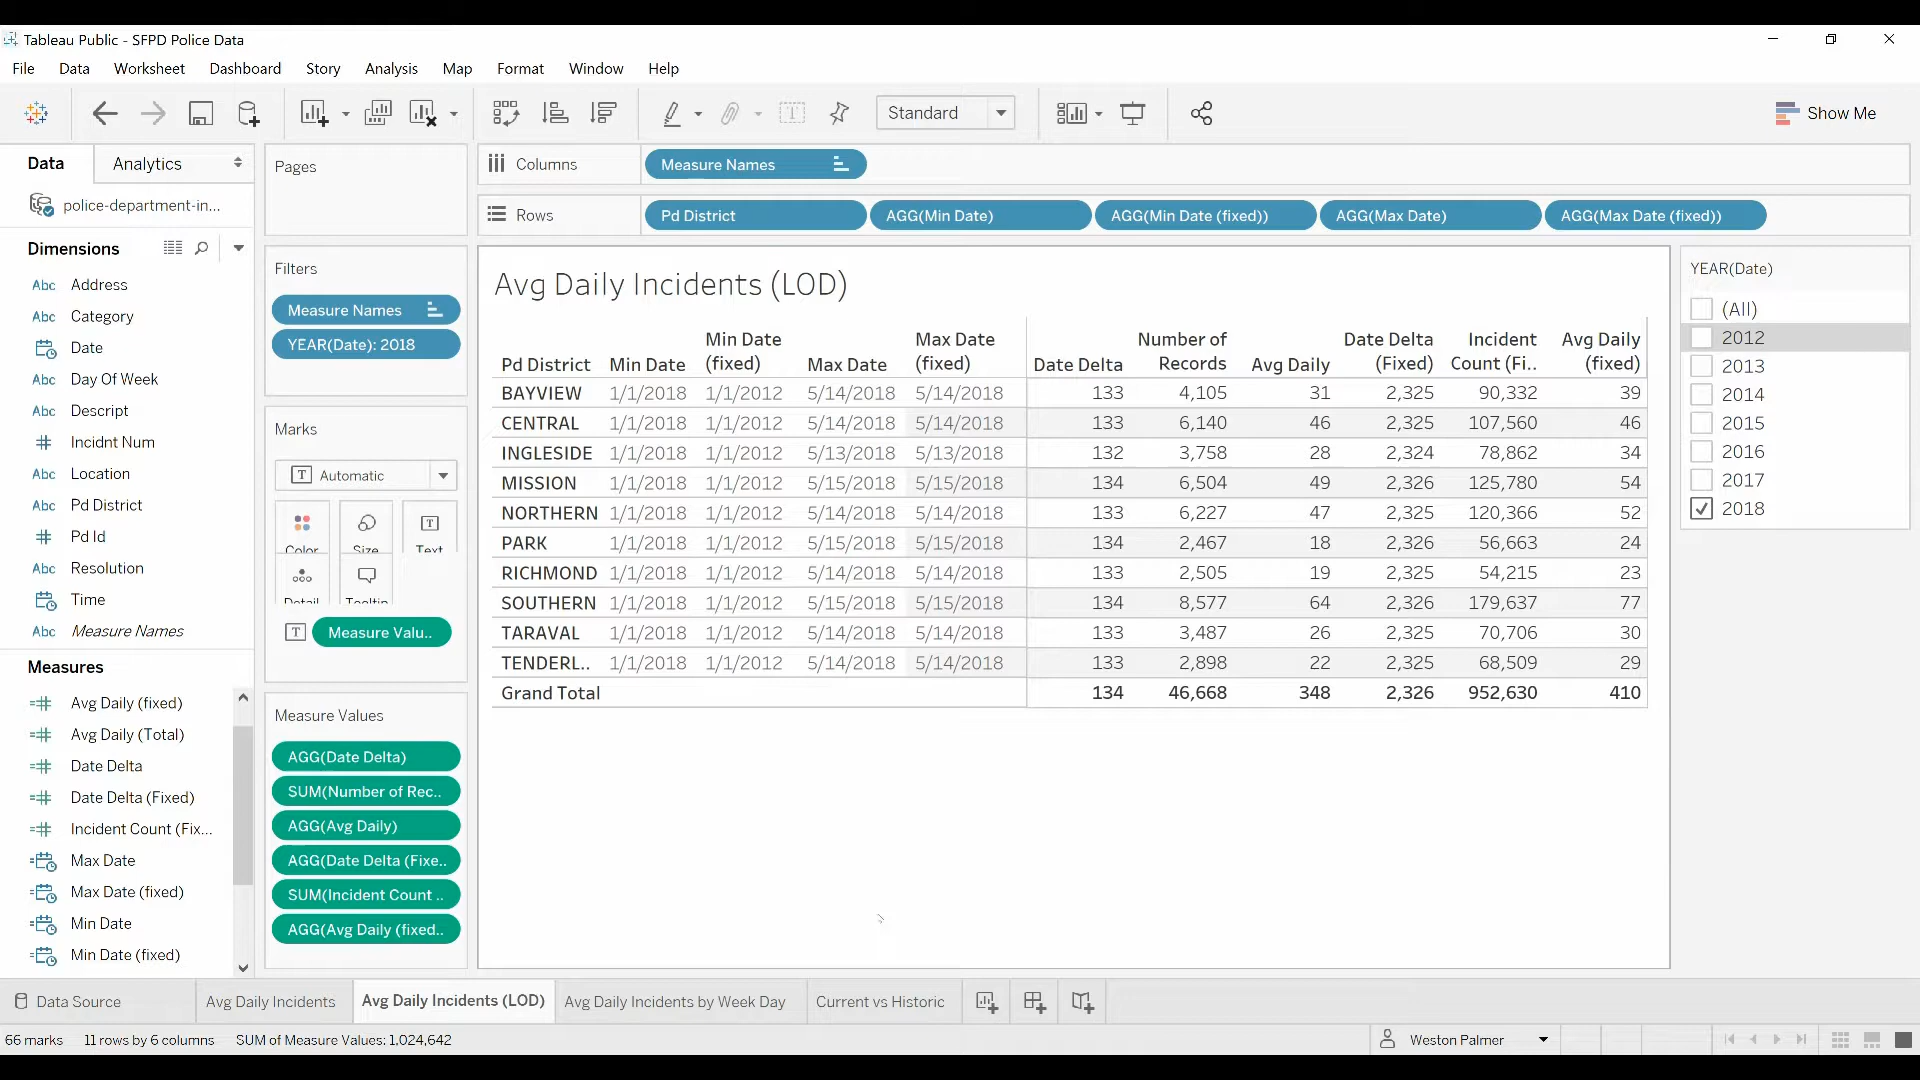 Tableau Public - SFPD Police Data
File Data Worksheet Dashboard Story Analysis Map Format Window Help
Standard
Show Me
Data Analytics
police-department-in...
Dimensions
Abc Address
Abc Category
Date
Abc Day Of Week
Abc Descript
# Incidnt Num
Abc Location
Abc Pd District
# Pd Id
Abc Resolution
Time
Abc Measure Names
Measures
=# Avg Daily (fixed)
=# Avg Daily (Total)
=# Date Delta
=# Date Delta (Fixed)
=# Incident Count (Fix...
Max Date
Max Date (fixed)
Min Date
Min Date (fixed)
Pages
Filters
Measure Names
YEAR(Date): 2018
Marks
T Automatic
Color Size T Text
Detail Tooltip
T Measure Valu..
Measure Values
AGG(Date Delta)
SUM(Number of Rec..
AGG(Avg Daily)
AGG(Date Delta (Fixe..
SUM(Incident Count ..
AGG(Avg Daily (fixed..
Columns Measure Names
Rows Pd District AGG(Min Date) AGG(Min Date (fixed)) AGG(Max Date) AGG(Max Date (fixed))
Avg Daily Incidents (LOD)
Min Date Max Date Number of Date Delta Incident Avg Daily
Pd District Min Date (fixed) Max Date (fixed) Date Delta Records Avg Daily (Fixed) Count (Fi.. (fixed)
BAYVIEW 1/1/2018 1/1/2012 5/14/2018 5/14/2018 133 4,105 31 2,325 90,332 39
CENTRAL 1/1/2018 1/1/2012 5/14/2018 5/14/2018 133 6,140 46 2,325 107,560 46
INGLESIDE 1/1/2018 1/1/2012 5/13/2018 5/13/2018 132 3,758 28 2,324 78,862 34
MISSION 1/1/2018 1/1/2012 5/15/2018 5/15/2018 134 6,504 49 2,326 125,780 54
NORTHERN 1/1/2018 1/1/2012 5/14/2018 5/14/2018 133 6,227 47 2,325 120,366 52
PARK 1/1/2018 1/1/2012 5/15/2018 5/15/2018 134 2,467 18 2,326 56,663 24
RICHMOND 1/1/2018 1/1/2012 5/14/2018 5/14/2018 133 2,505 19 2,325 54,215 23
SOUTHERN 1/1/2018 1/1/2012 5/15/2018 5/15/2018 134 8,577 64 2,326 179,637 77
TARAVAL 1/1/2018 1/1/2012 5/14/2018 5/14/2018 133 3,487 26 2,325 70,706 30
TENDERL.. 1/1/2018 1/1/2012 5/14/2018 5/14/2018 133 2,898 22 2,325 68,509 29
Grand Total 134 46,668 348 2,326 952,630 410
YEAR(Date)
(All)
2012
2013
2014
2015
2016
2017
2018
Data Source Avg Daily Incidents Avg Daily Incidents (LOD) Avg Daily Incidents by Week Day Current vs Historic
66 marks 11 rows by 6 columns SUM of Measure Values: 1,024,642 Weston Palmer